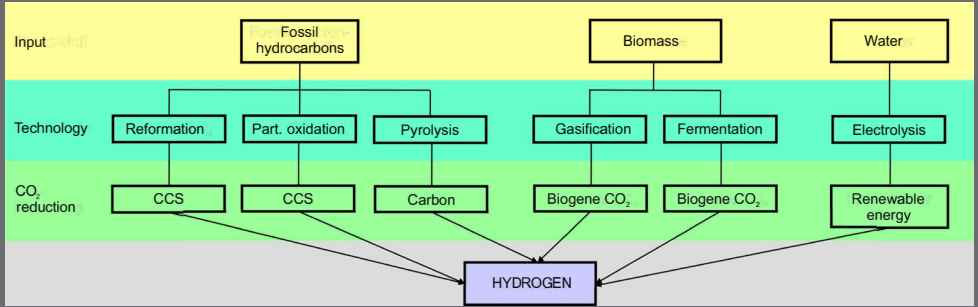 Input
Fossil
hydrocarbons
Biomass
Water
Technology
Reformation
Part. oxidation
Pyrolysis
Gasification
Fermentation
Electrolysis
CO₂
reduction
CCS
CCS
Carbon
Biogene CO₂
Biogene CO₂
Renewable
energy
HYDROGEN